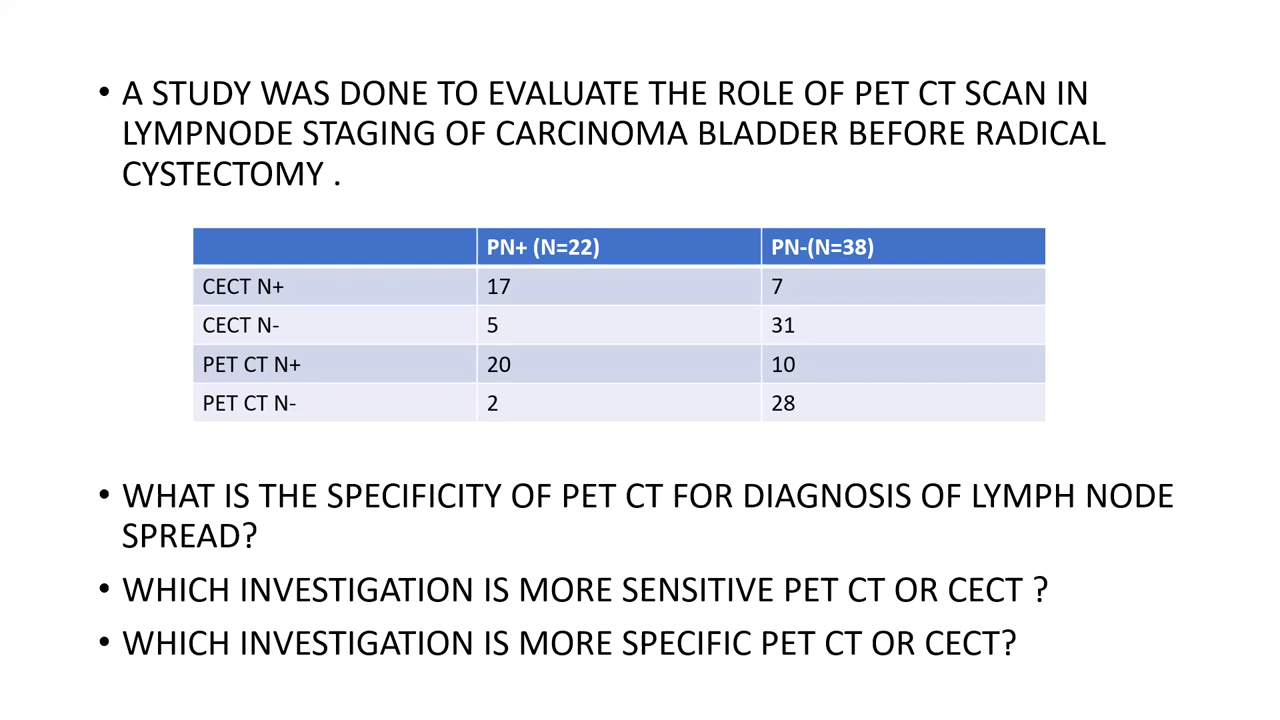 • A STUDY WAS DONE TO EVALUATE THE ROLE OF PET CT SCAN IN
LYMPNODE STAGING OF CARCINOMA BLADDER BEFORE RADICAL
CYSTECTOMY .
PN+ (N=22) PN-(N=38)
CECT N+ 17 7
CECT N- 5 31
PET CT N+ 20 10
PET CT N- 2 28
• WHAT IS THE SPECIFICITY OF PET CT FOR DIAGNOSIS OF LYMPH NODE
SPREAD?
• WHICH INVESTIGATION IS MORE SENSITIVE PET CT OR CECT ?
• WHICH INVESTIGATION IS MORE SPECIFIC PET CT OR CECT?